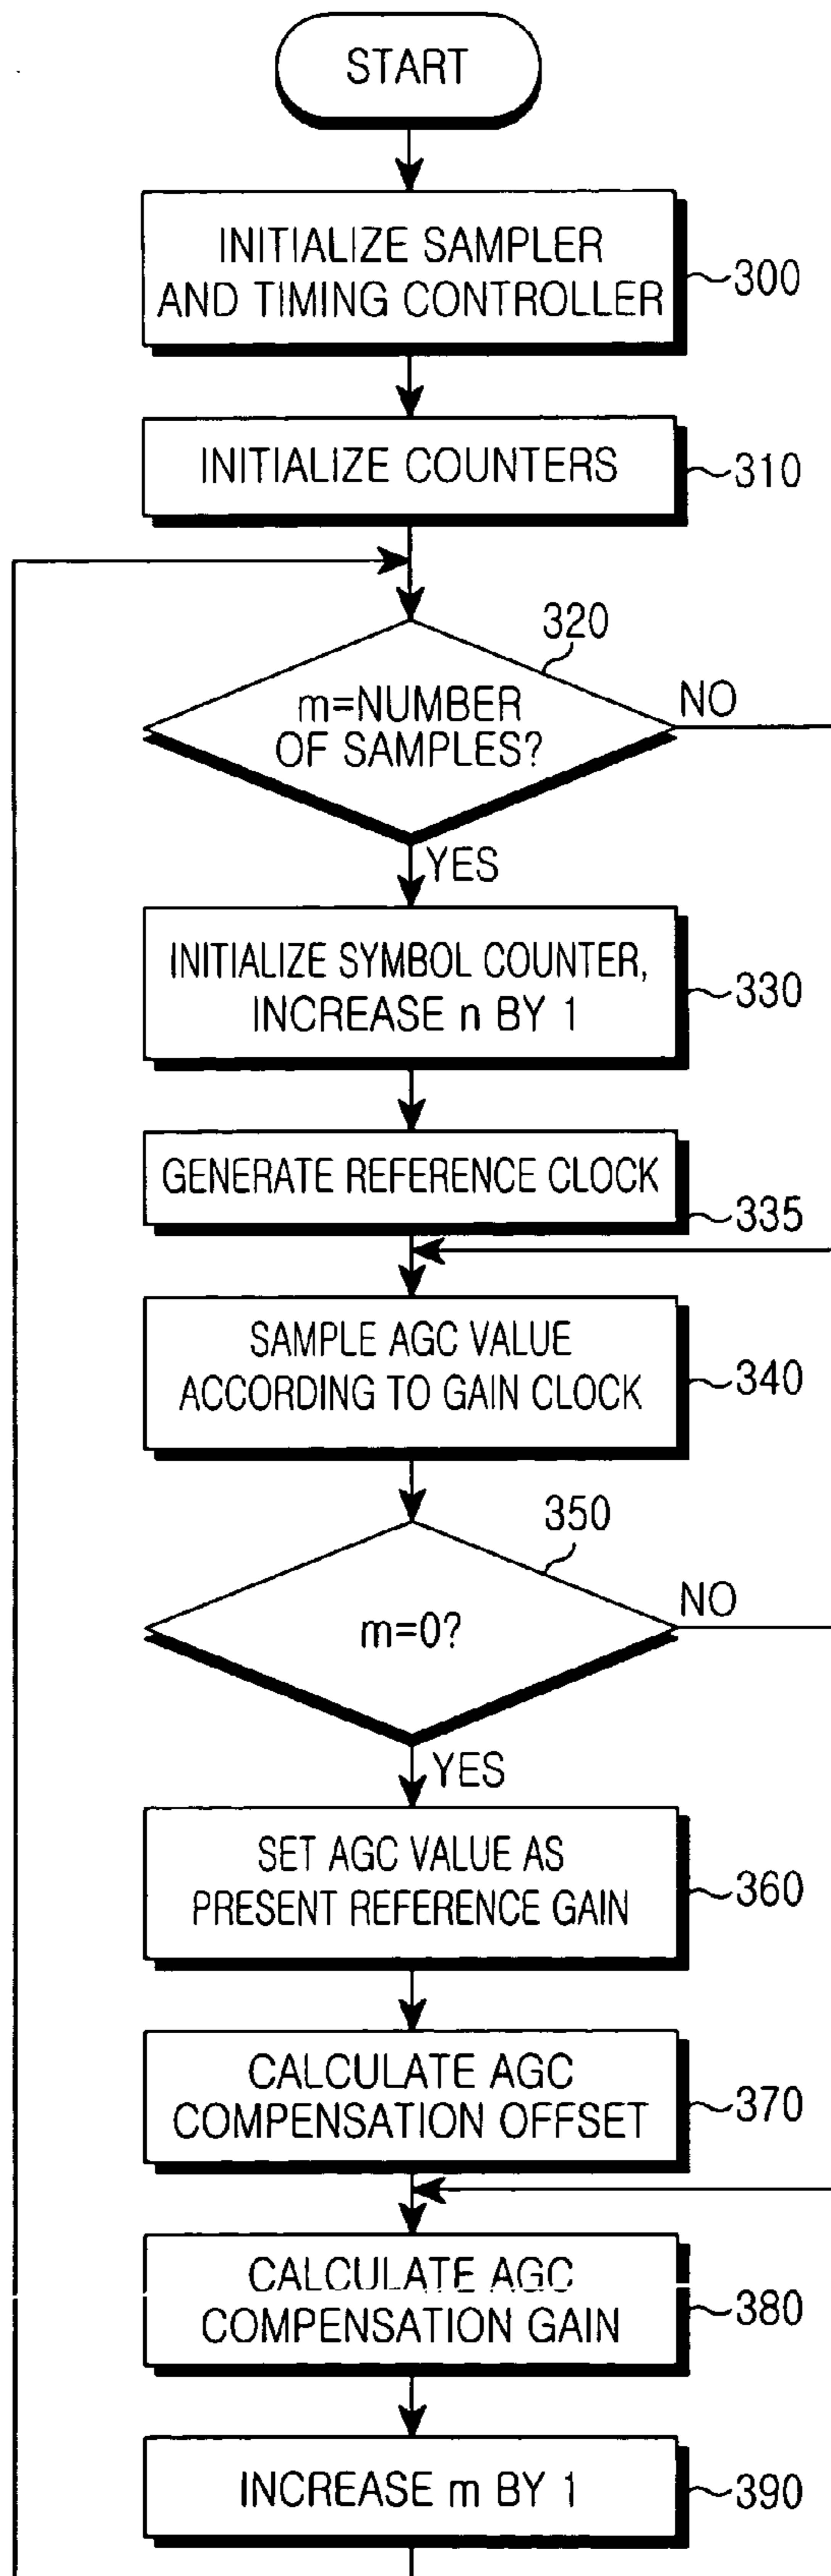 START
INITIALIZE SAMPLER
AND TIMING CONTROLLER
300
INITIALIZE COUNTERS
310
320
m=NUMBER
OF SAMPLES?
NO
YES
INITIALIZE SYMBOL COUNTER,
INCREASE n BY 1
330
GENERATE REFERENCE CLOCK
335
SAMPLE AGC VALUE
ACCORDING TO GAIN CLOCK
340
350
m=0?
NO
YES
SET AGC VALUE AS
PRESENT REFERENCE GAIN
360
CALCULATE AGC
COMPENSATION OFFSET
370
CALCULATE AGC
COMPENSATION GAIN
380
INCREASE m BY 1
390